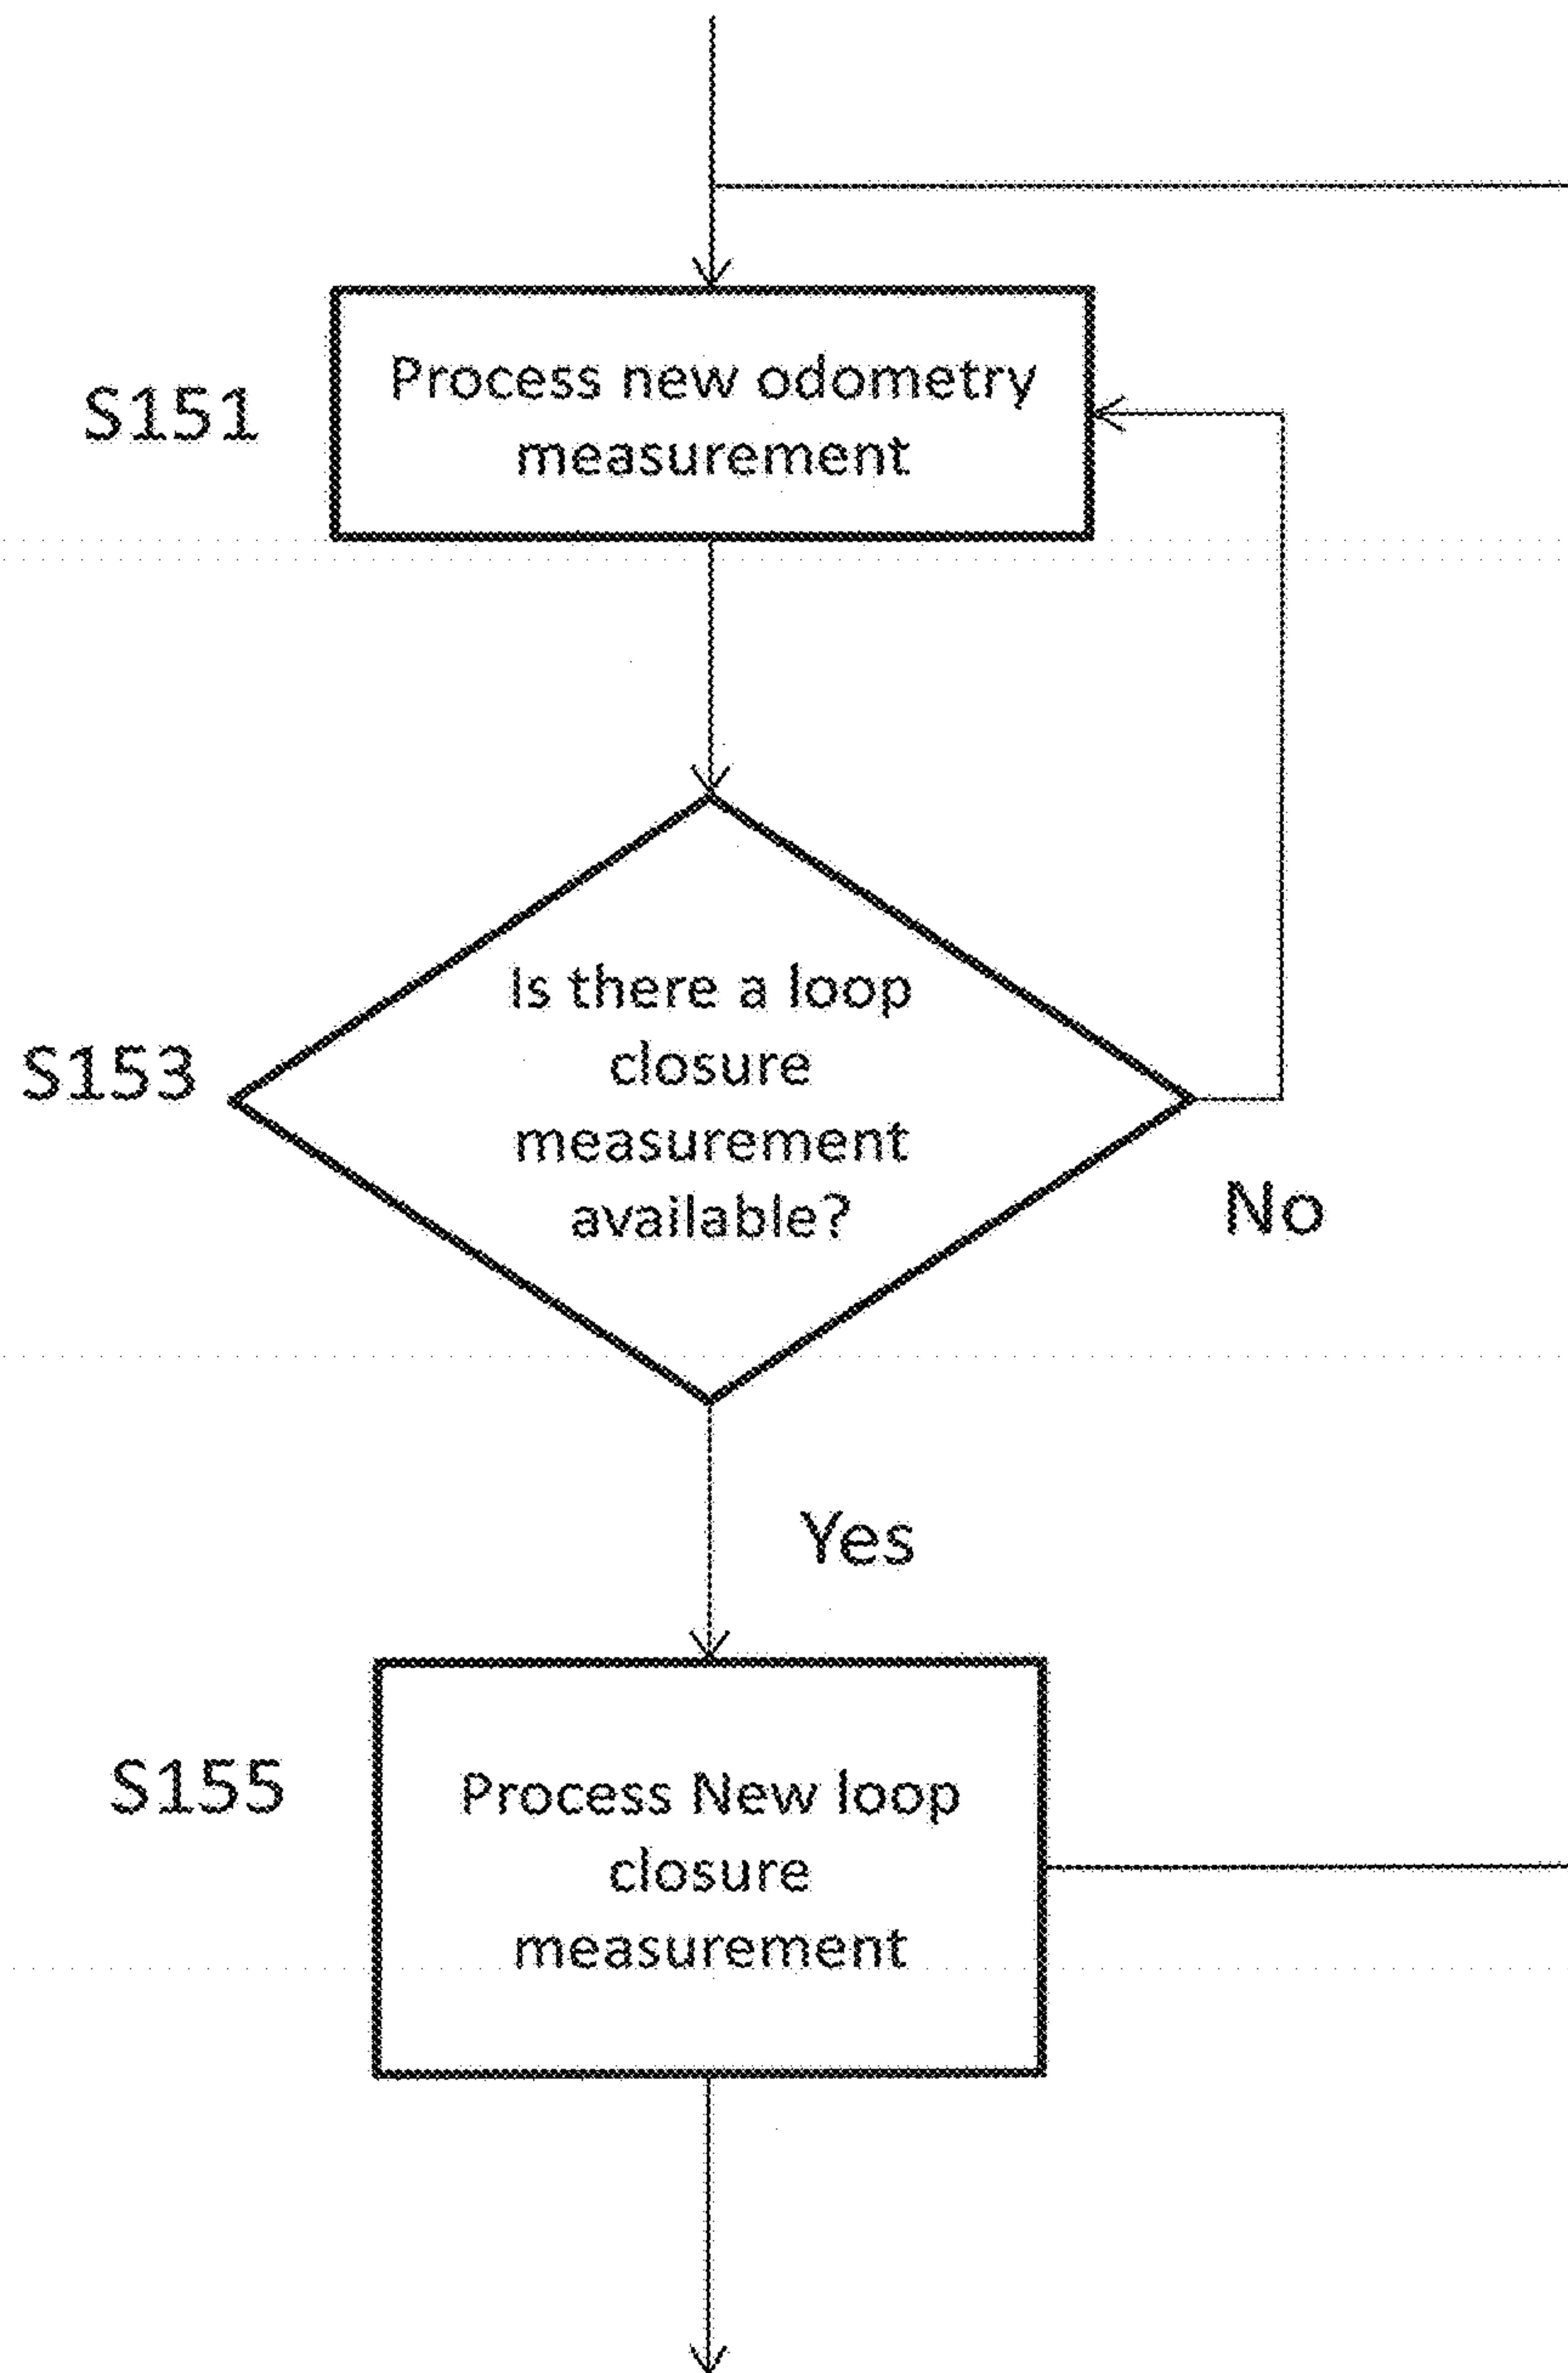 S151
Process new odometry
measurement
S153
Is there a loop
closure
measurement
available?
No
Yes
S155
Process New loop
closure
measurement